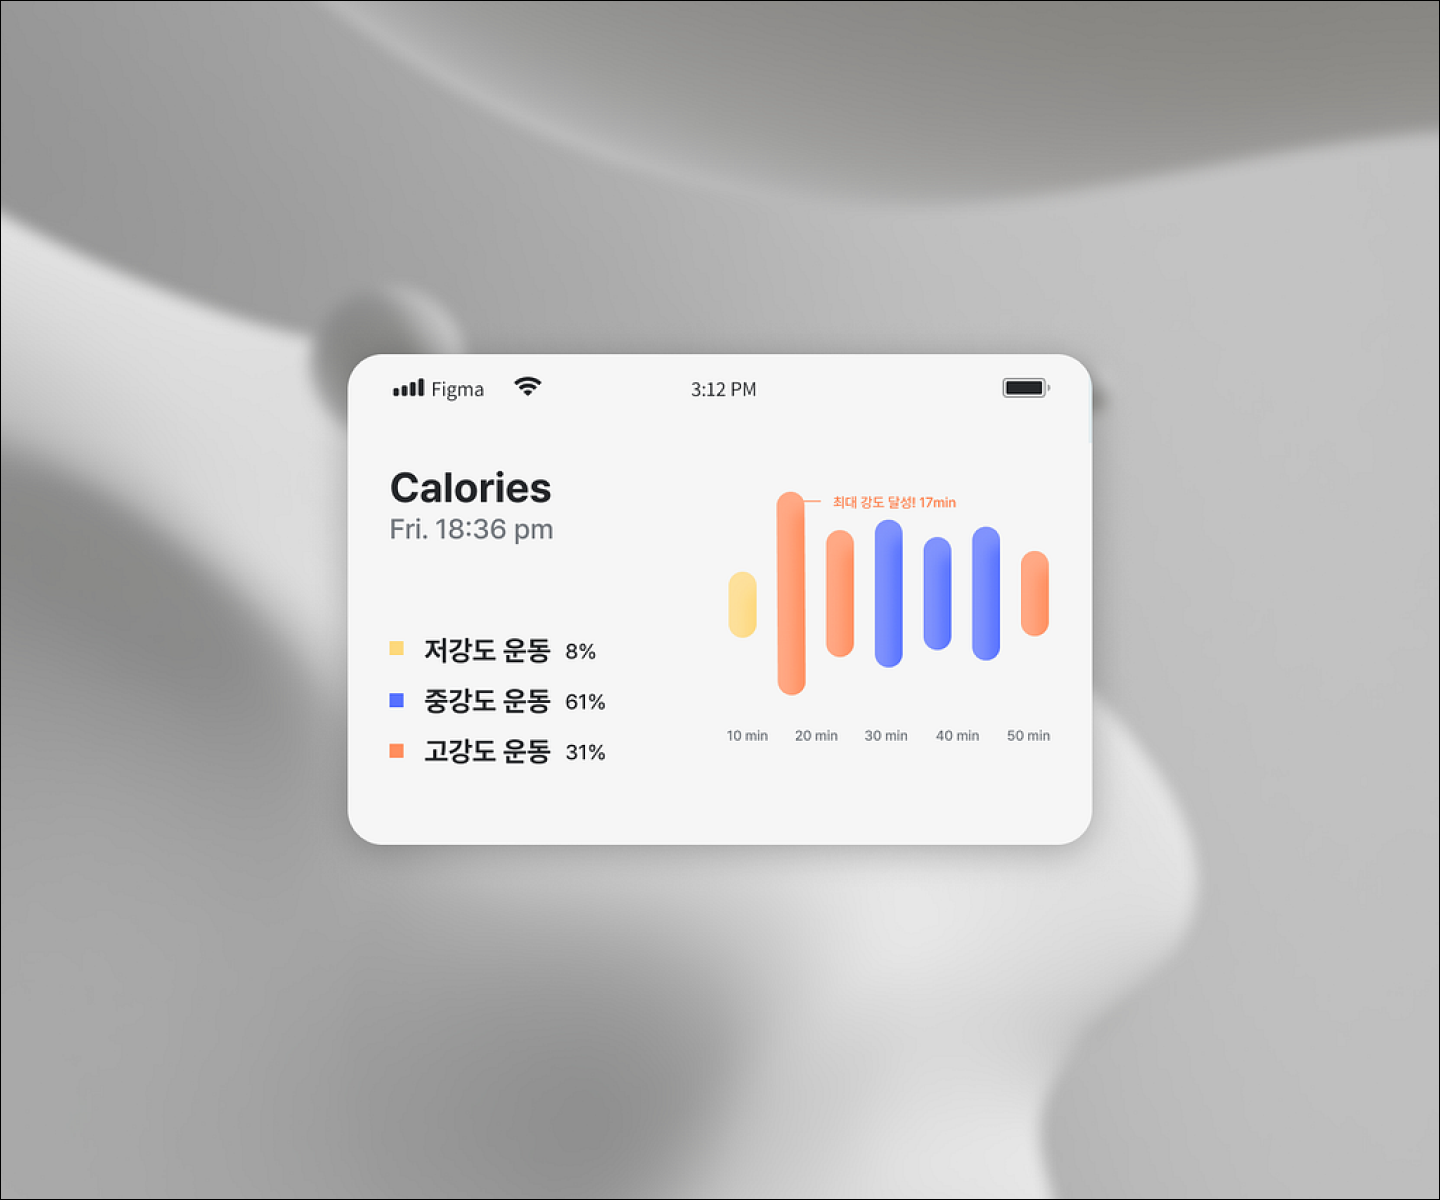 Figma
3:12 PM
Calories
Fri. 18:36 pm
최대 강도 달성! 17min
저강도 운동 8%
중강도 운동 61%
고강도 운동 31%
10 min 20 min 30 min 40 min 50 min